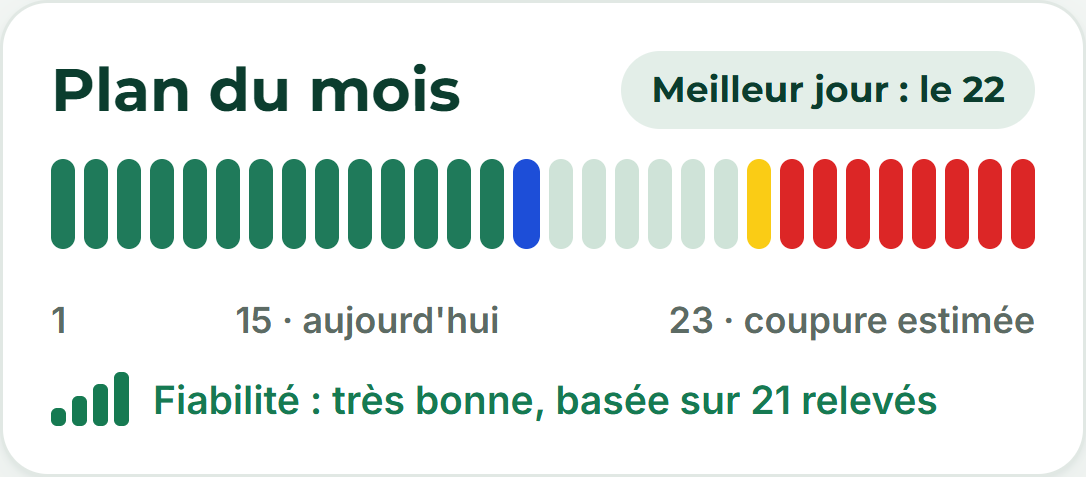 Plan du mois
Meilleur jour : le 22
1
15 · aujourd'hui
23 · coupure estimée
Fiabilité : très bonne, basée sur 21 relevés